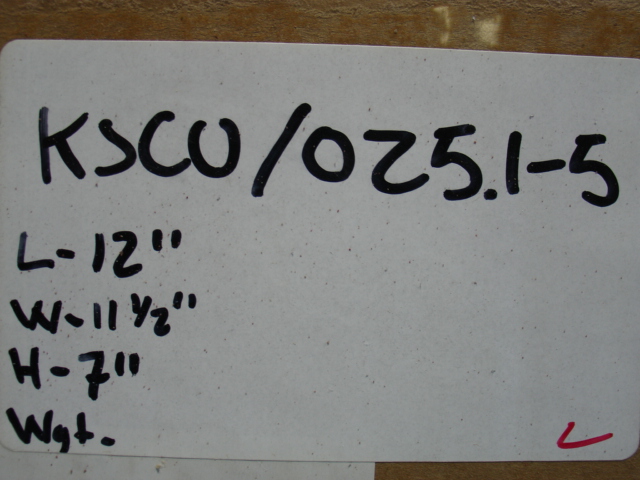 KSCU/025.1-5
L-12"
W-11 1/2"
H-7"
Wgt.